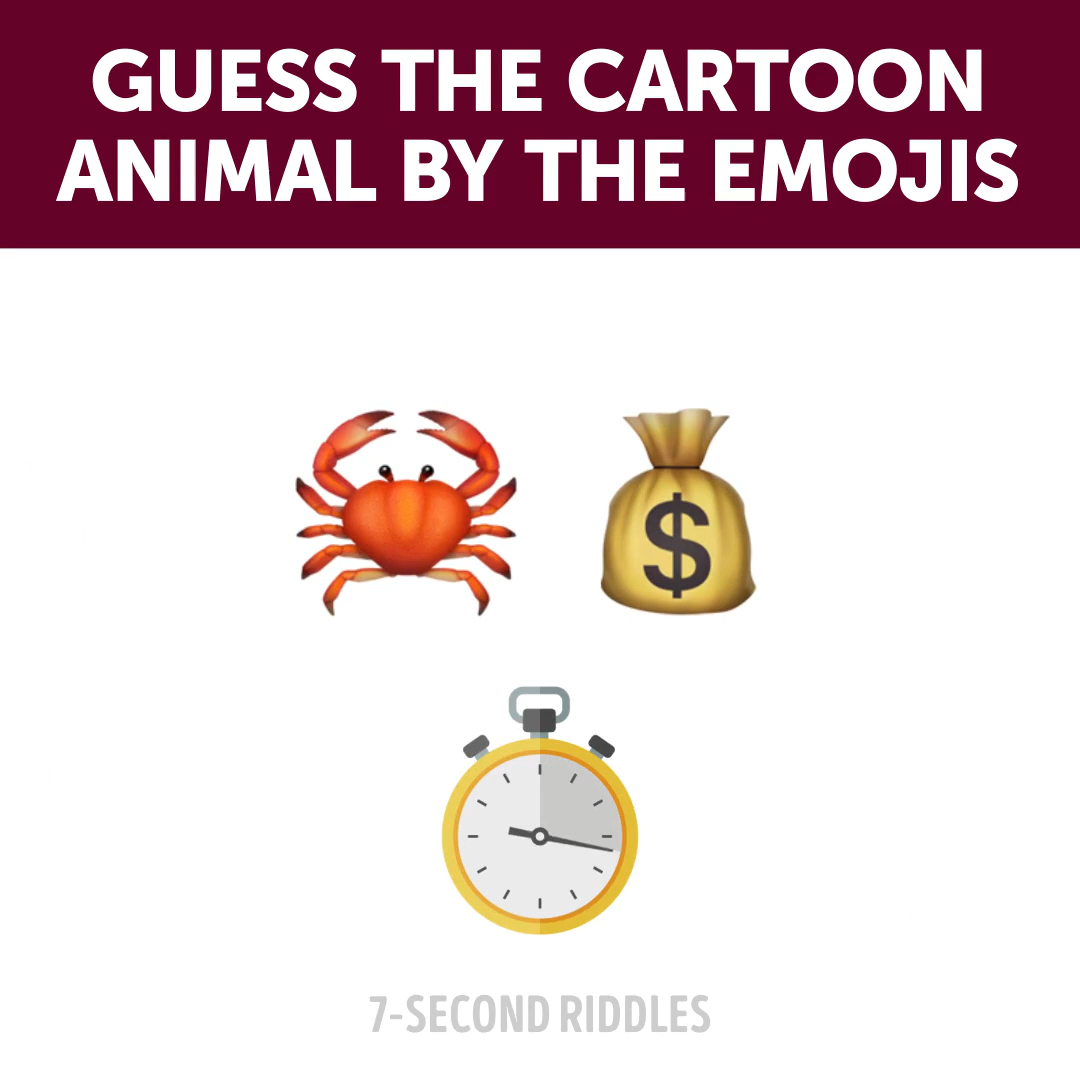 GUESS THE CARTOON
ANIMAL BY THE EMOJIS
$
7-SECOND RIDDLES